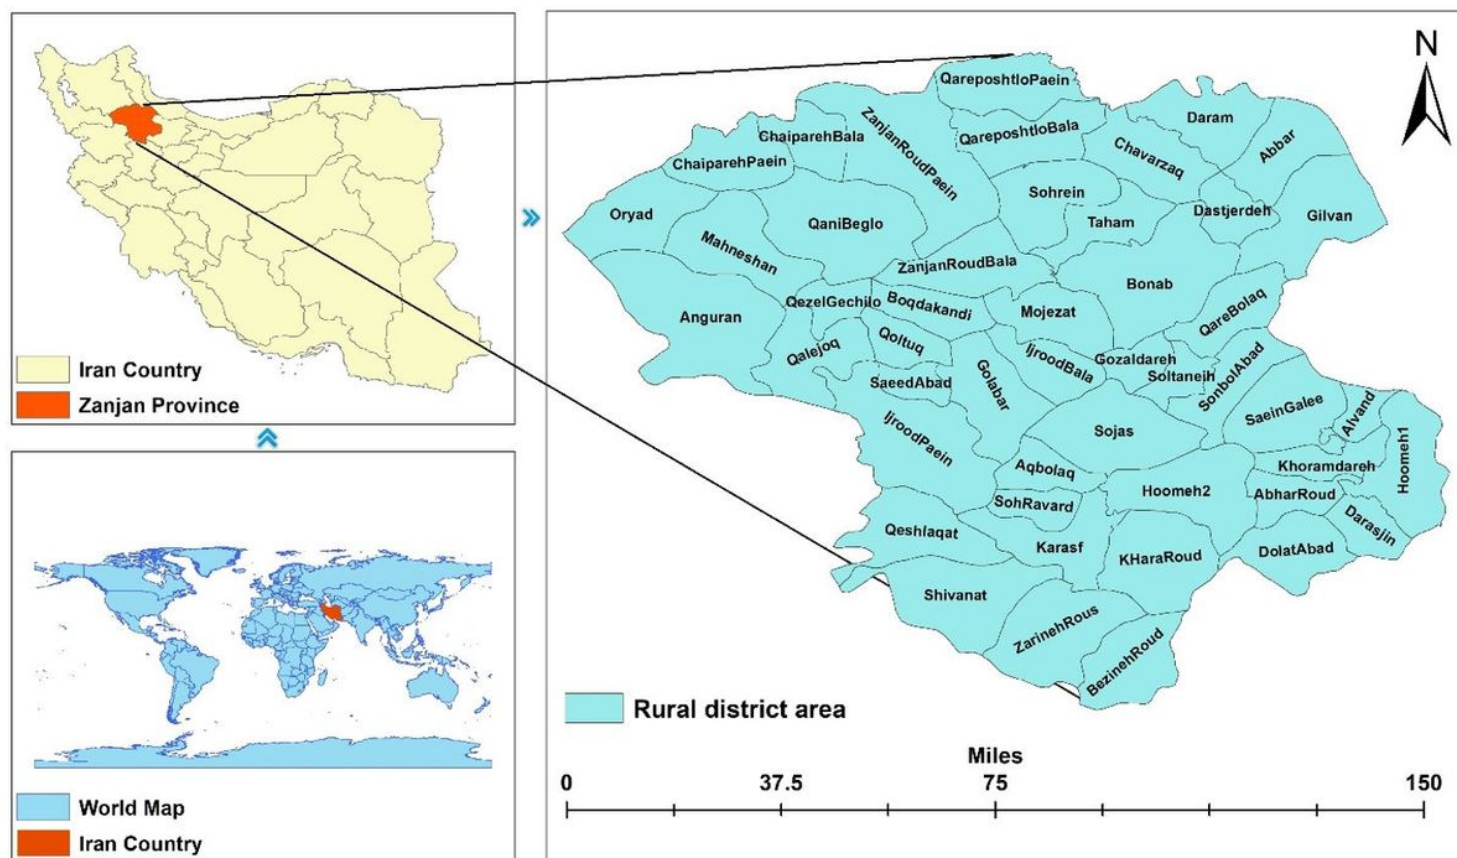 Iran Country
Zanjan Province
World Map
Iran Country
N
QareposhtloPaein
Daram
ChaiparehBala
ZanjanRoudPaein
QareposhtloBala
Chavarzaq
Abbar
ChaiparehPaein
Sohrein
Oryad
QaniBeglo
Taham
Dastjerdeh
Gilvan
Mahneshan
ZanjanRoudBala
Bonab
QezelGechilo
Boqdakandi
Mojezat
QareBolaq
Anguran
Qalejoq
Qoltuq
IjroodBala
Gozaldareh
Soltaneih
SonbolAbad
SaeedAbad
Golabar
SaeinGalee
Alvand
IjroodPaein
Sojas
Hoomeh1
Aqbolaq
Khoramdareh
SohRavard
Hoomeh2
AbharRoud
Darasjin
Qeshlaqat
Karasf
KHaraRoud
DolatAbad
Shivanat
ZarinehRous
BezinehRoud
Rural district area
Miles
0 37.5 75 150